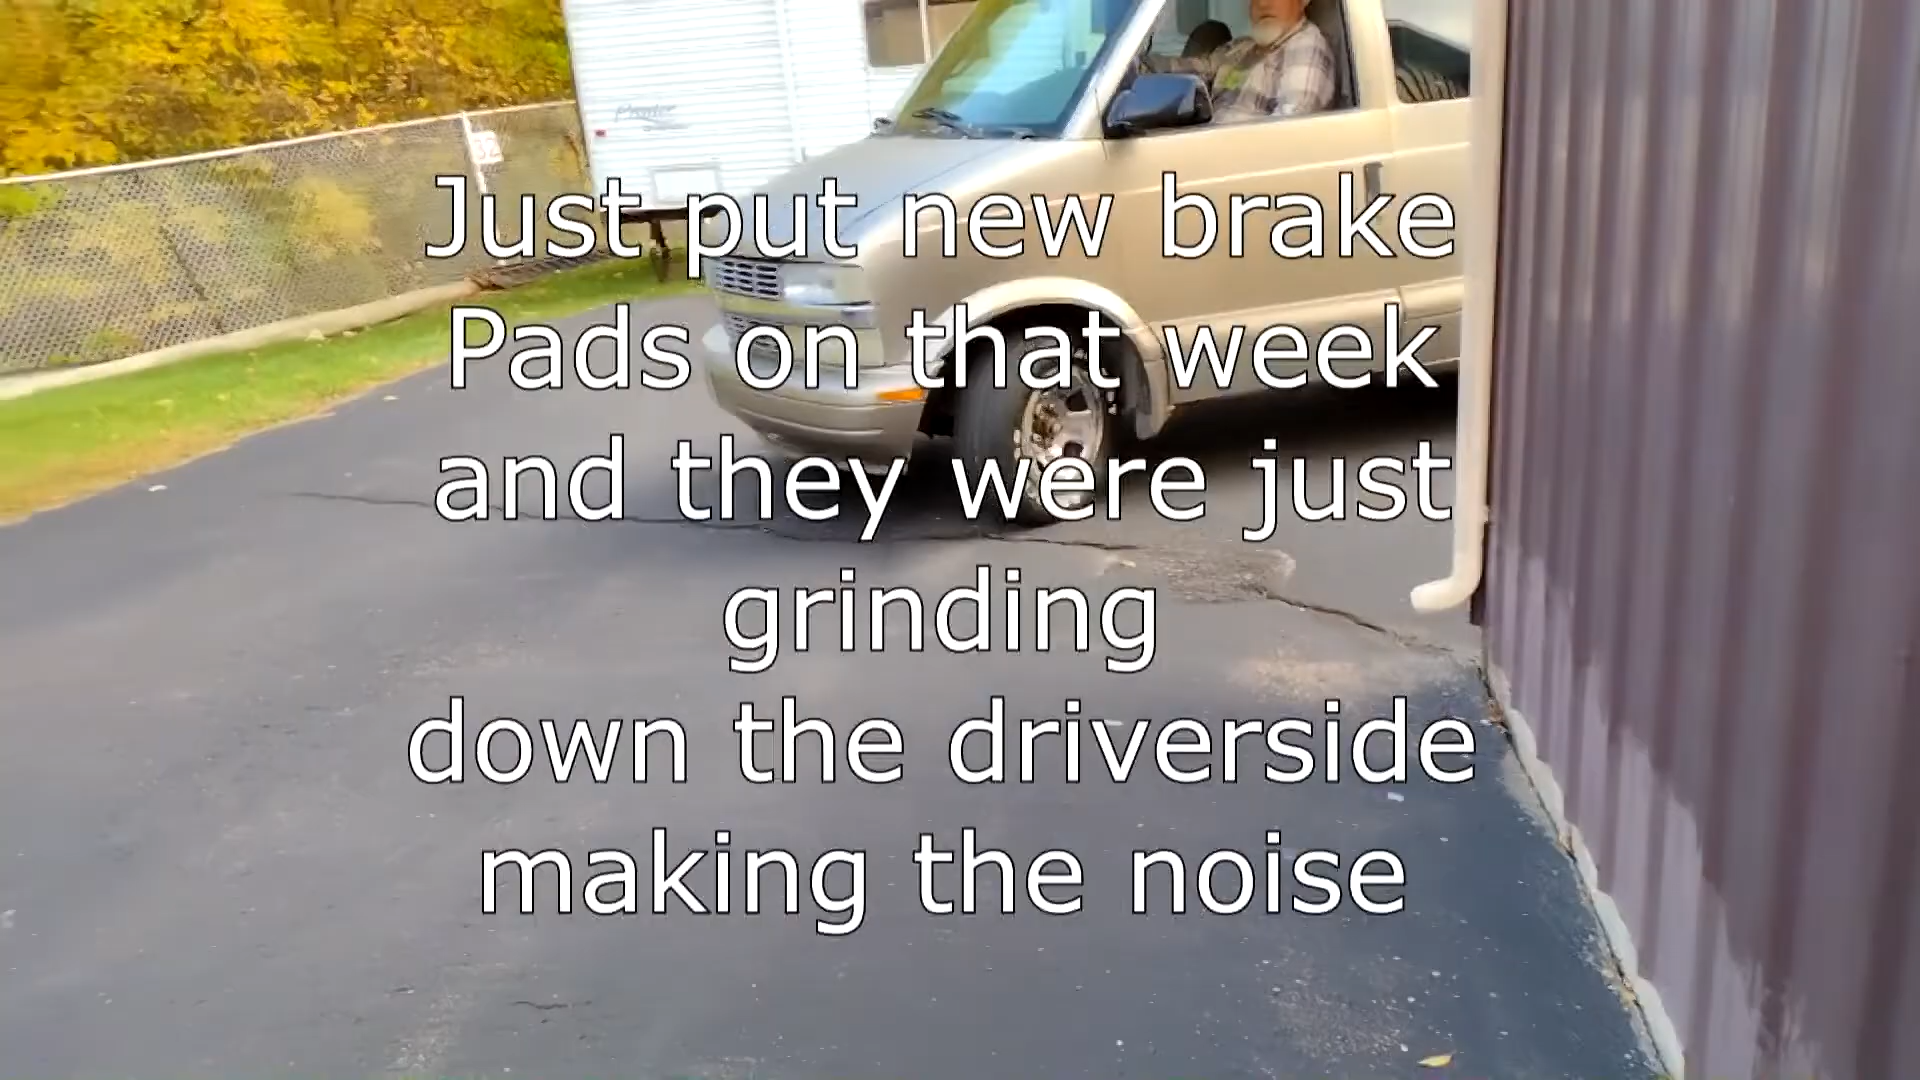 32
Just put new brake
Pads on that week
and they were just
grinding
down the driverside
making the noise